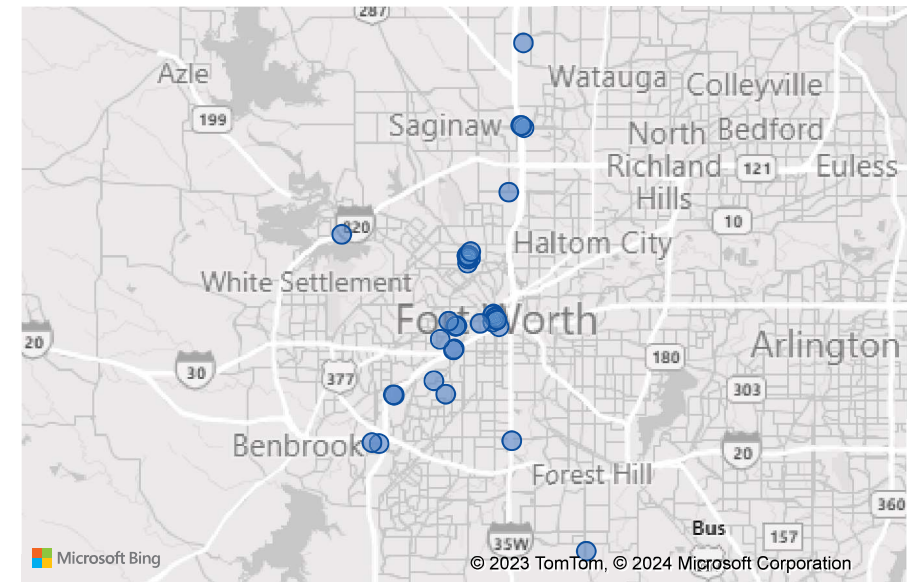 287
Azle
Watauga
Colleyville
199
Saginaw
North
Bedford
Richland
Hills
121
Euless
10
820
Haltom City
White Settlement
Fort Worth
20
Arlington
30
377
180
303
Benbrook
20
Forest Hill
360
Bus
35W
157
Microsoft Bing
© 2023 TomTom, © 2024 Microsoft Corporation